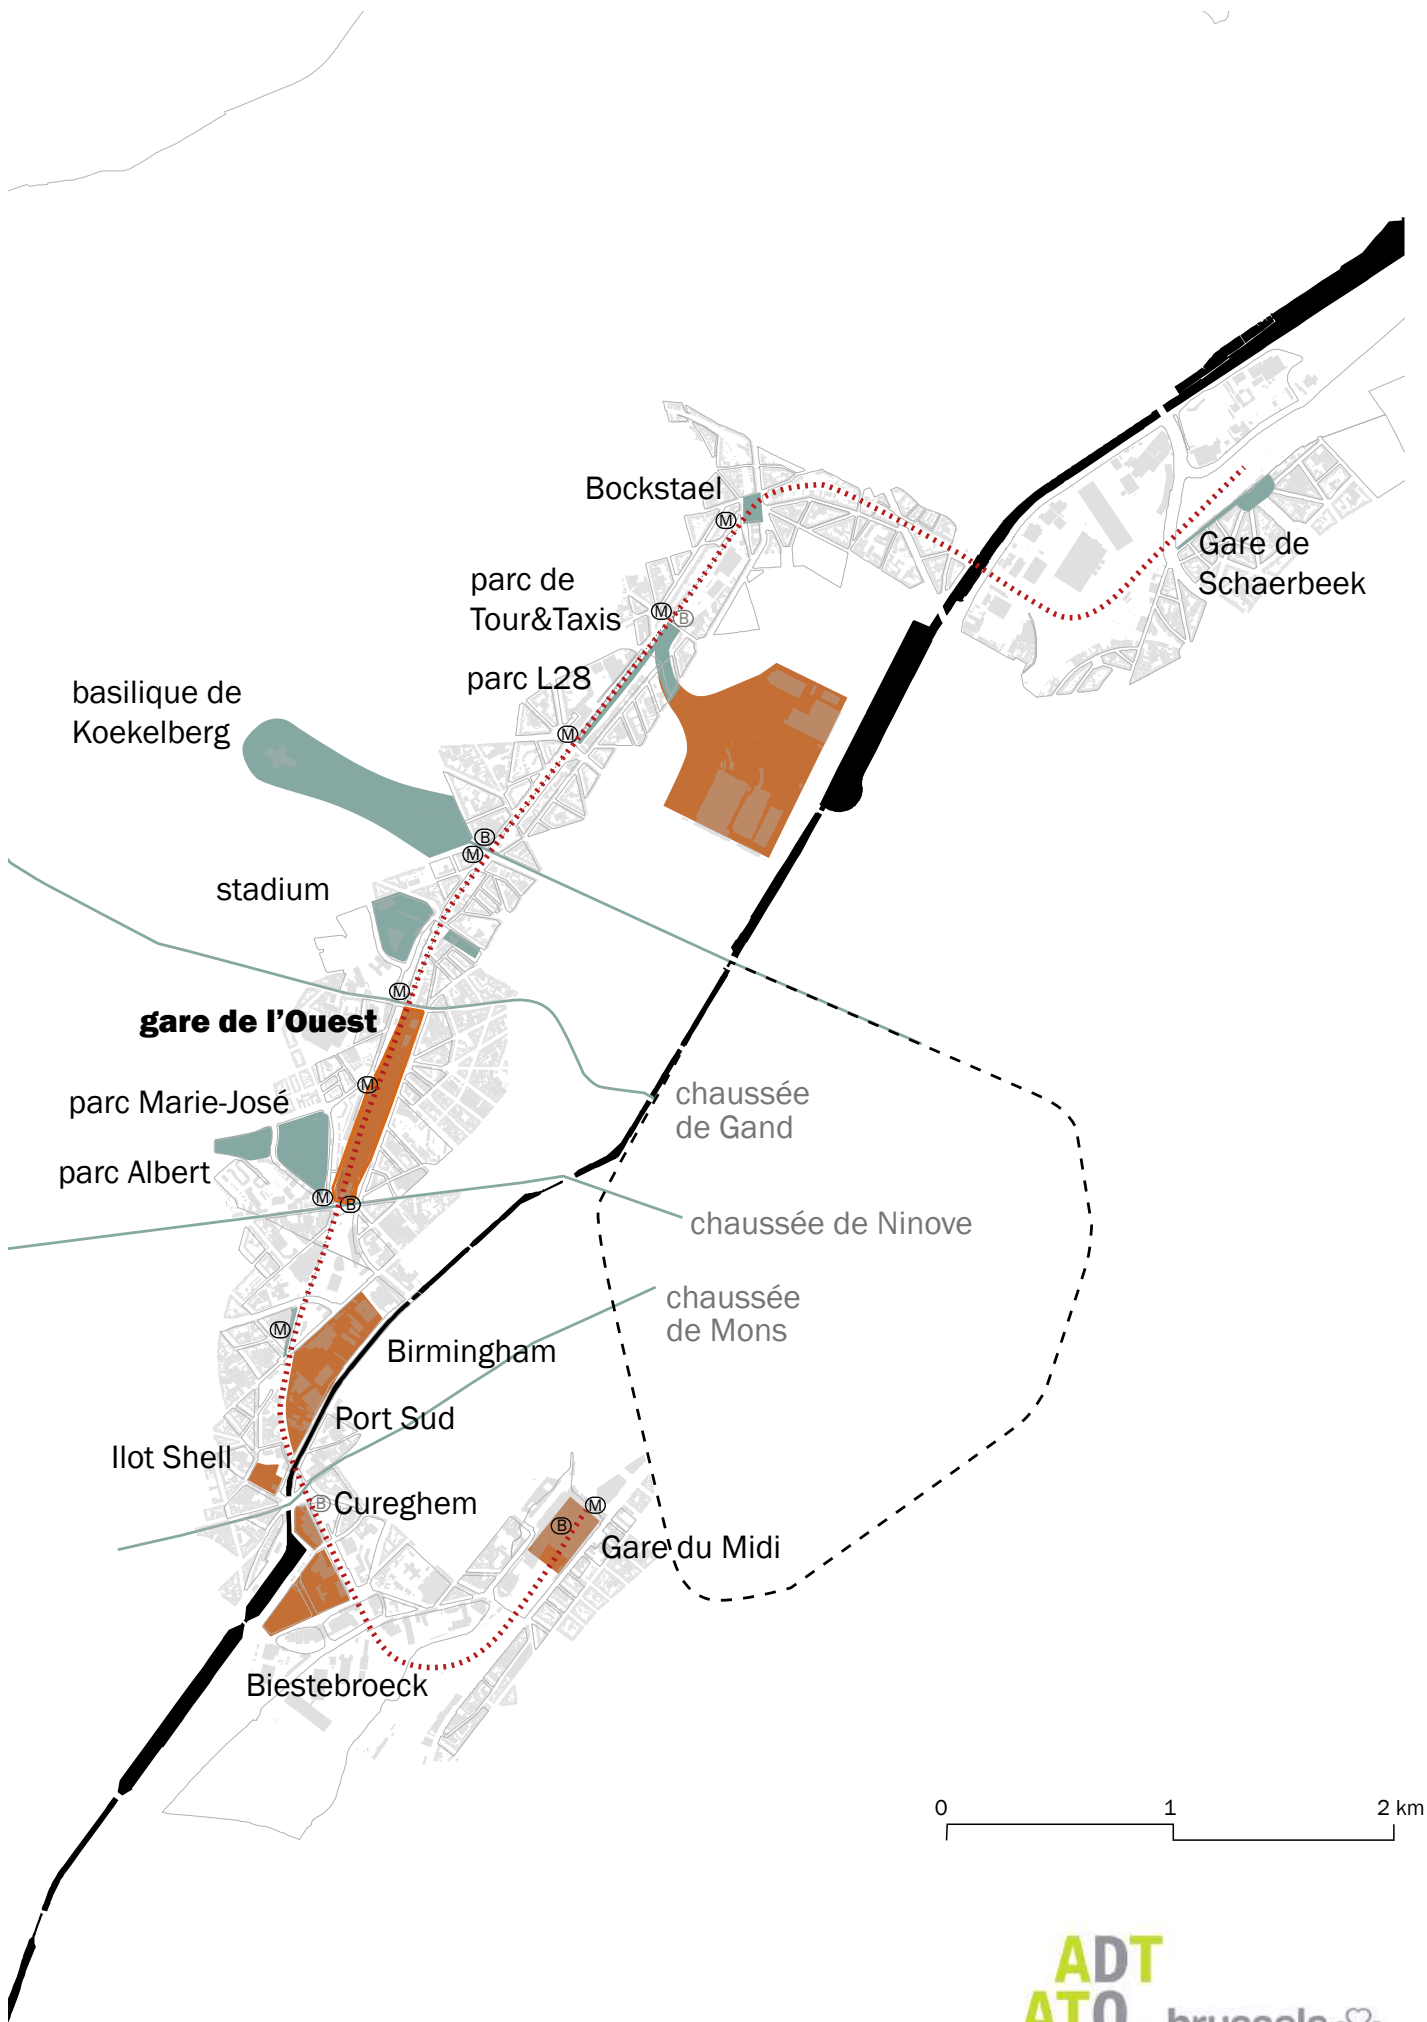 Bockstael
Gare de
Schaerbeek
M
parc de
Tour&Taxis
M
B
parc L28
basilique de
Koekelberg
M
B
M
stadium
M
gare de l'Ouest
M
parc Marie-José
chaussée
de Gand
parc Albert
M
B
chaussée de Ninove
chaussée
de Mons
M
Birmingham
Port Sud
Ilot Shell
B
Cureghem
M
B
Gare du Midi
Biestebroeck
0 1 2 km
ADT
ATO
brussels